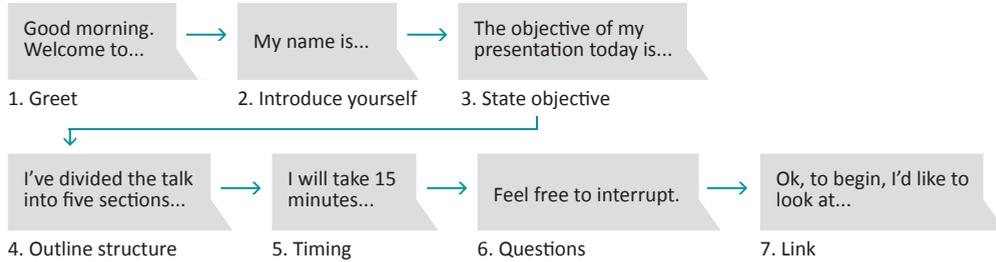 Good morning.
Welcome to...
My name is...
The objective of my
presentation today is...
1. Greet
2. Introduce yourself
3. State objective
I've divided the talk
into five sections...
I will take 15
minutes...
Feel free to interrupt.
Ok, to begin, I'd like to
look at...
4. Outline structure
5. Timing
6. Questions
7. Link